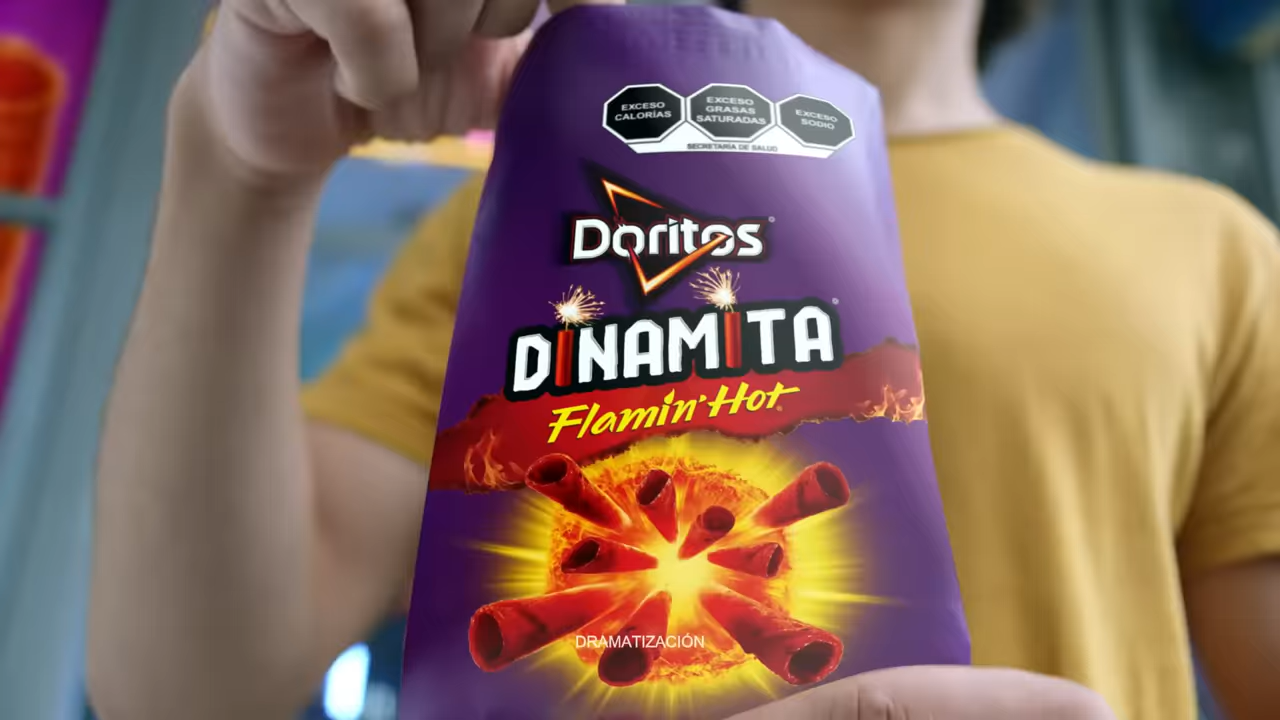 EXCESO CALORÍAS
EXCESO GRASAS SATURADAS
EXCESO SODIO
SECRETARÍA DE SALUD
Doritos
DINAMITA
Flamin' Hot
DRAMATIZACIÓN